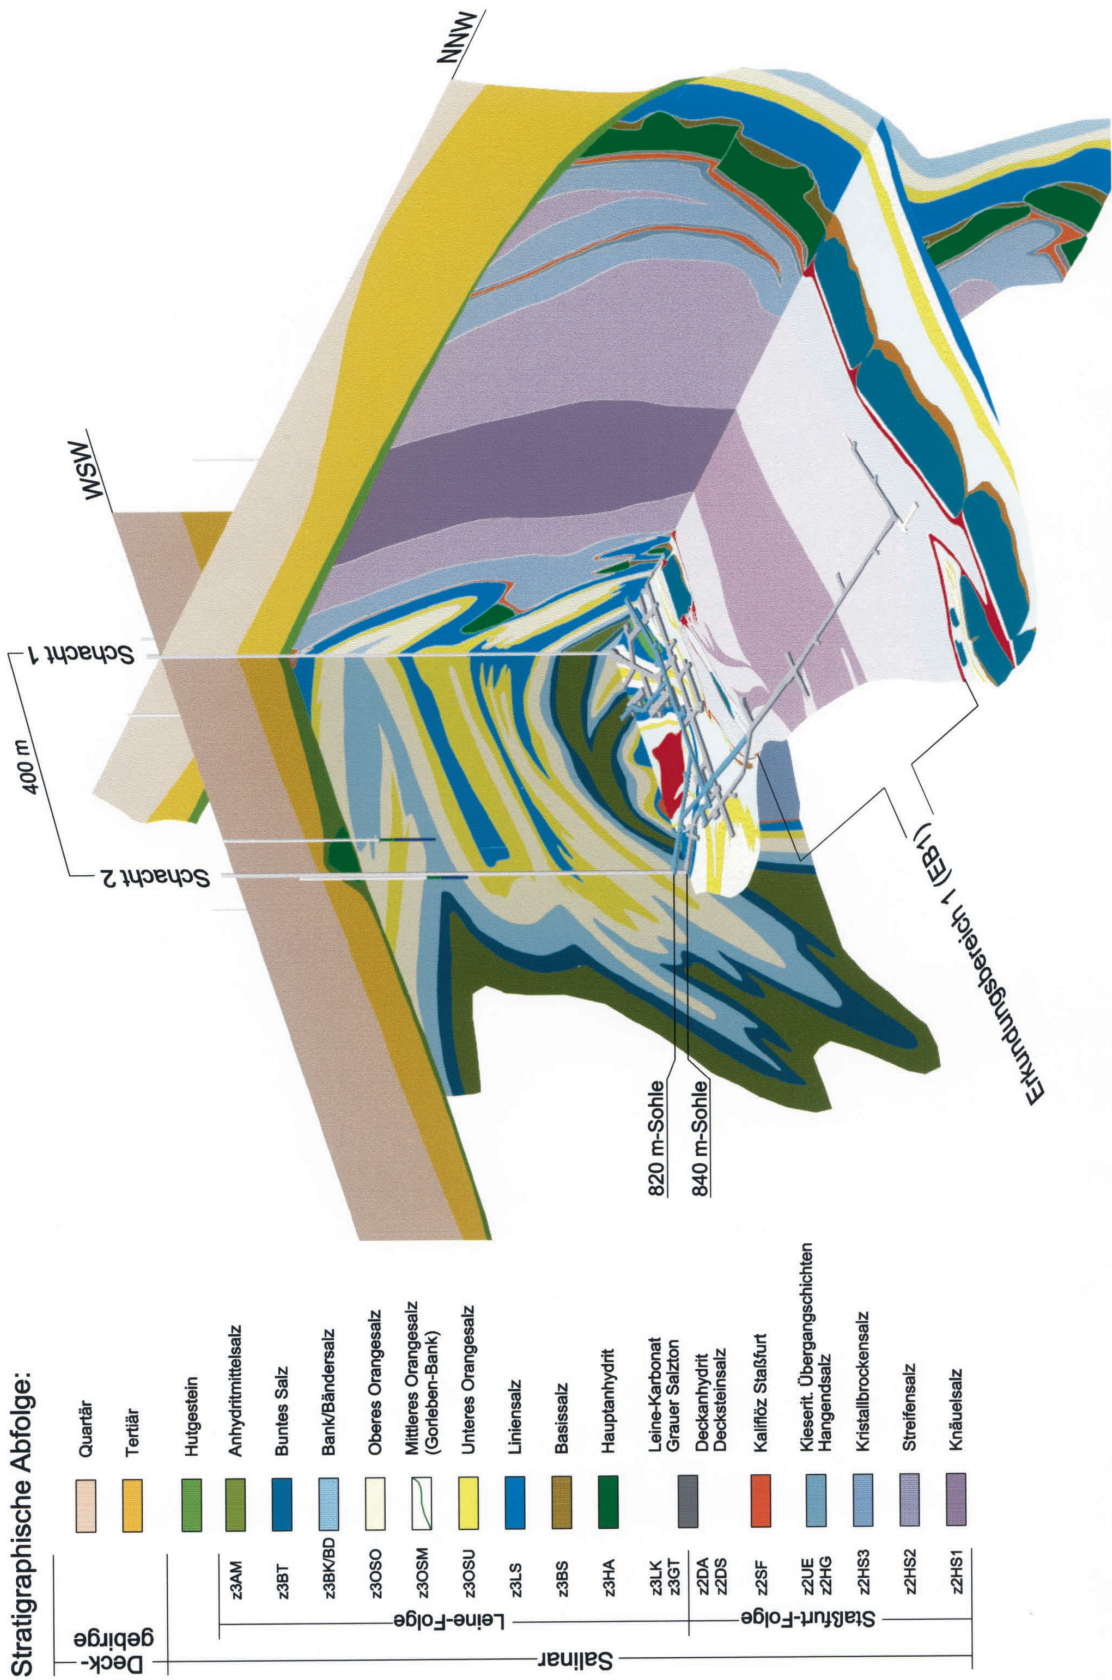 Stratigraphische Abfolge:
Deck-
gebirge
Salinar
Leine-Folge
Staßfurt-Folge
Quartär
Tertiär
Hutgestein
z3AM Anhydritmittelsalz
z3BT Buntes Salz
z3BK/BD Bank/Bändersalz
z3OSO Oberes Orangesalz
z3OSM Mittleres Orangesalz
(Gorleben-Bank)
z3OSU Unteres Orangesalz
z3LS Liniensalz
z3BS Basissalz
z3HA Hauptanhydrit
z3LK Leine-Karbonat
z3GT Grauer Salzton
z2DA Deckanhydrit
z2DS Decksteinsalz
z2SF Kaliflöz Staßfurt
z2UE Kieserit. Übergangschichten
z2HG Hangendsalz
z2HS3 Kristallbrockensalz
z2HS2 Streifensalz
z2HS1 Knäuelsalz
WSW
NNW
400 m
Schacht 1
Schacht 2
820 m-Sohle
840 m-Sohle
Erkundungsbereich 1 (EB1)